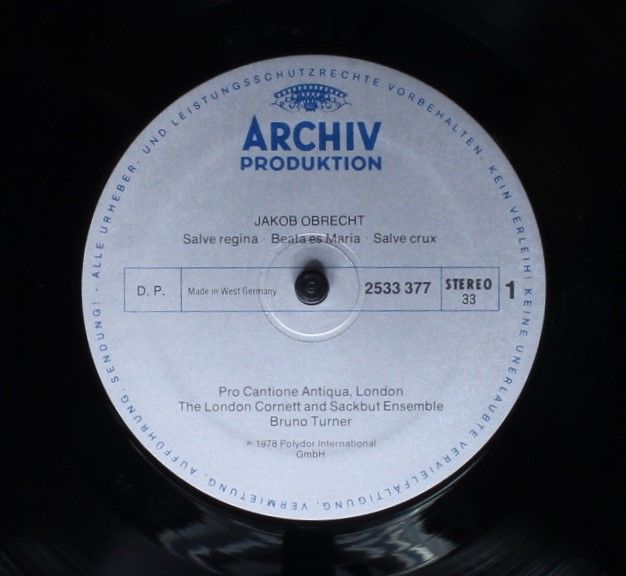 ALLE URHEBER- UND LEISTUNGSSCHUTZRECHTE VORBEHALTEN. KEIN VERLEIH! KEINE UNERLAUBTE VERVIELFÄLTIGUNG, VERMIETUNG, AUFFÜHRUNG, SENDUNG!
ARCHIV
PRODUKTION
JAKOB OBRECHT
Salve regina · Beata es Maria · Salve crux
D. P. Made in West Germany 2533 377 STEREO 33 1
Pro Cantione Antiqua, London
The London Cornett and Sackbut Ensemble
Bruno Turner
℗ 1978 Polydor International
GmbH